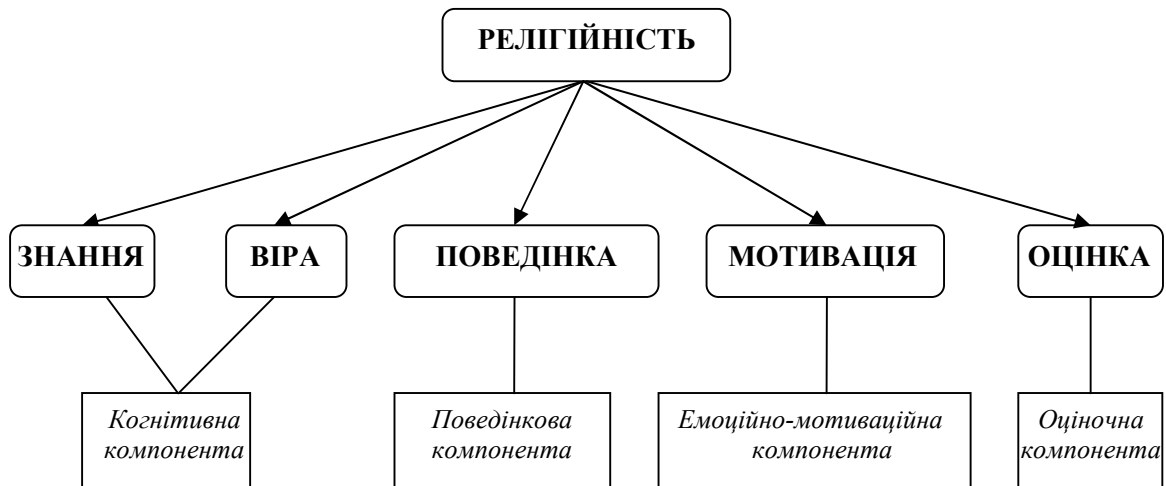 РЕЛІГІЙНІСТЬ
ЗНАННЯ
ВІРА
ПОВЕДІНКА
МОТИВАЦІЯ
ОЦІНКА
Когнітивна
компонента
Поведінкова
компонента
Емоційно-мотиваційна
компонента
Оціночна
компонента